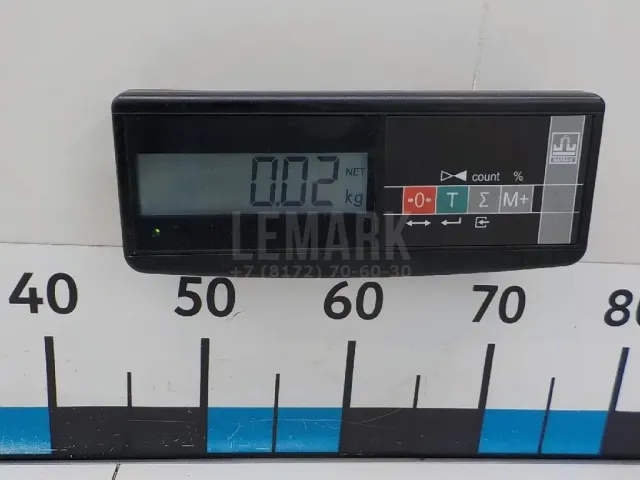 0.02
NET
kg
count %
→0← T Σ M+
LEMARK
+7 (8172) 70-60-30
40 50 60 70 80